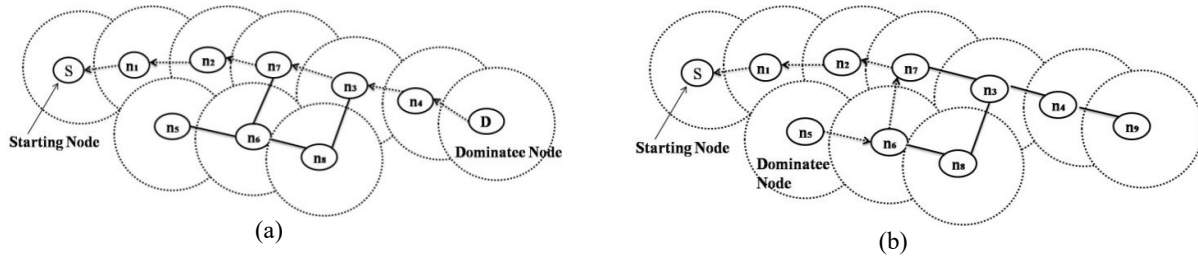 S
n₁
n₂
n₇
n₃
n₄
D
n₅
n₆
n₈
Starting Node
Dominatee Node
(a)
S
n₁
n₂
n₇
n₃
n₄
n₉
n₅
n₆
n₈
Starting Node
Dominatee
Node
(b)